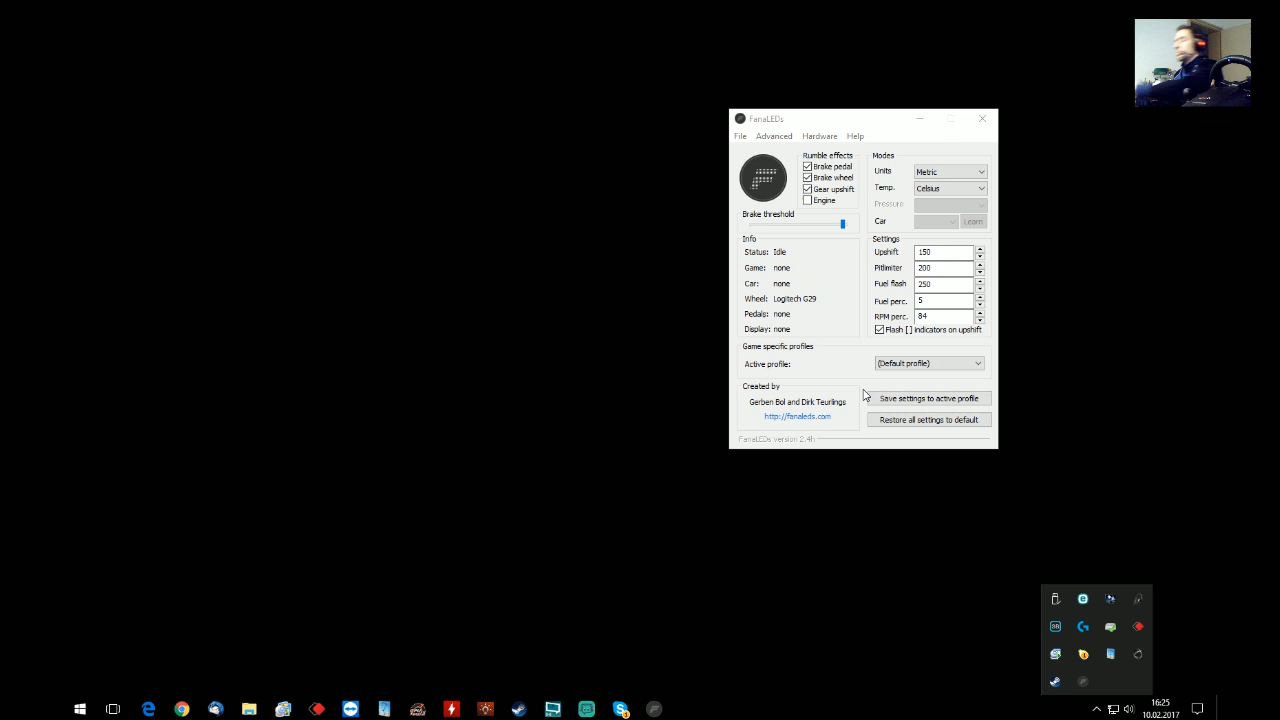 FanaLEDs
File Advanced Hardware Help
Rumble effects
Brake pedal
Brake wheel
Gear upshift
Engine
Modes
Units Metric
Temp. Celsius
Pressure
Car Learn
Brake threshold
Info
Status: Idle
Game: none
Car: none
Wheel: Logitech G29
Pedals: none
Display: none
Settings
Upshift 150
Pitlimiter 200
Fuel flash 250
Fuel perc. 5
RPM perc. 84
Flash [ ] indicators on upshift
Game specific profiles
Active profile: (Default profile)
Created by
Gerben Bol and Dirk Teurlings
http://fanaleds.com
Save settings to active profile
Restore all settings to default
FanaLEDs version 2.4h
16:25
10.02.2017